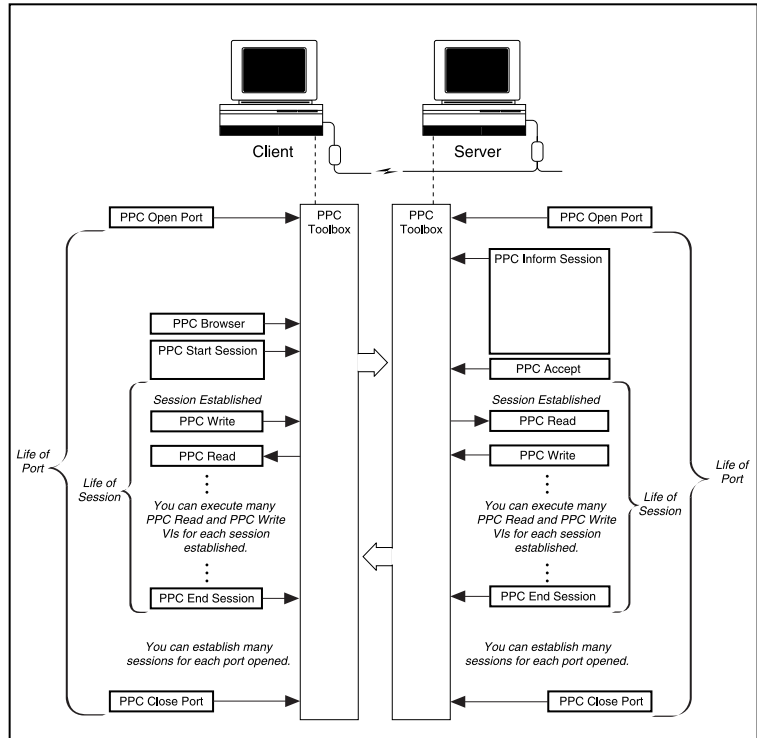 Client
Server
PPC Open Port
PPC
Toolbox
PPC
Toolbox
PPC Open Port
PPC Inform Session
PPC Browser
PPC Start Session
PPC Accept
Session Established
Session Established
PPC Write
PPC Read
Life of
Port
PPC Read
PPC Write
Life of
Port
Life of
Session
Life of
Session
You can execute many
PPC Read and PPC Write
VIs for each session
established.
You can execute many
PPC Read and PPC Write
VIs for each session
established.
PPC End Session
PPC End Session
You can establish many
sessions for each port opened.
You can establish many
sessions for each port opened.
PPC Close Port
PPC Close Port